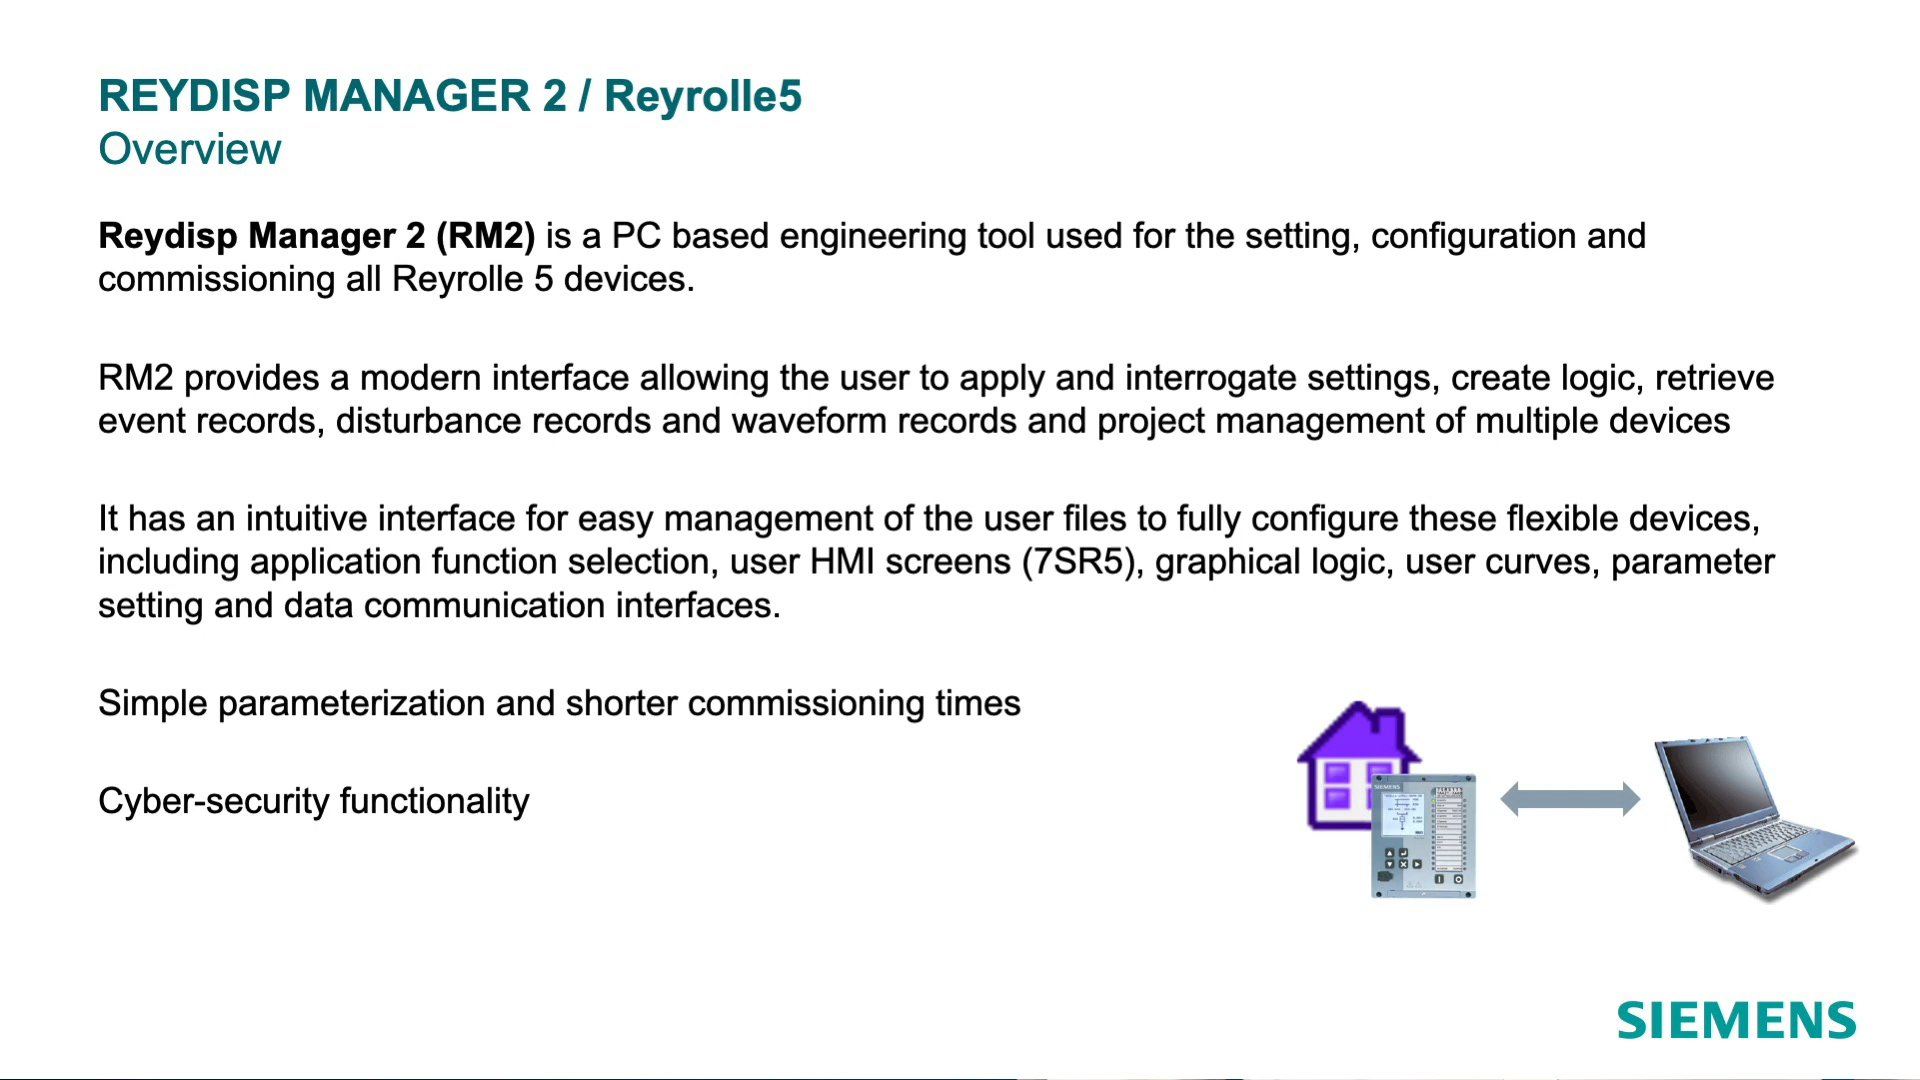 REYDISP MANAGER 2 / Reyrolle5
Overview
Reydisp Manager 2 (RM2) is a PC based engineering tool used for the setting, configuration and
commissioning all Reyrolle 5 devices.
RM2 provides a modern interface allowing the user to apply and interrogate settings, create logic, retrieve
event records, disturbance records and waveform records and project management of multiple devices
It has an intuitive interface for easy management of the user files to fully configure these flexible devices,
including application function selection, user HMI screens (7SR5), graphical logic, user curves, parameter
setting and data communication interfaces.
Simple parameterization and shorter commissioning times
Cyber-security functionality
SIEMENS
SIEMENS